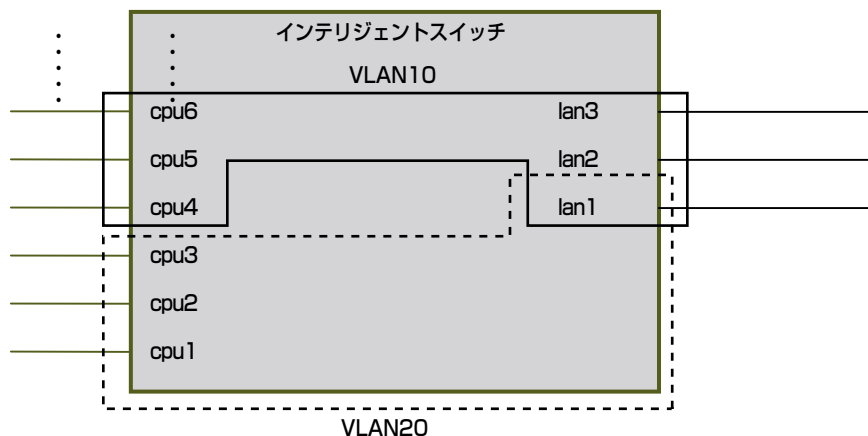 インテリジェントスイッチ
VLAN10
cpu6 lan3
cpu5 lan2
cpu4 lan1
cpu3
cpu2
cpu1
VLAN20